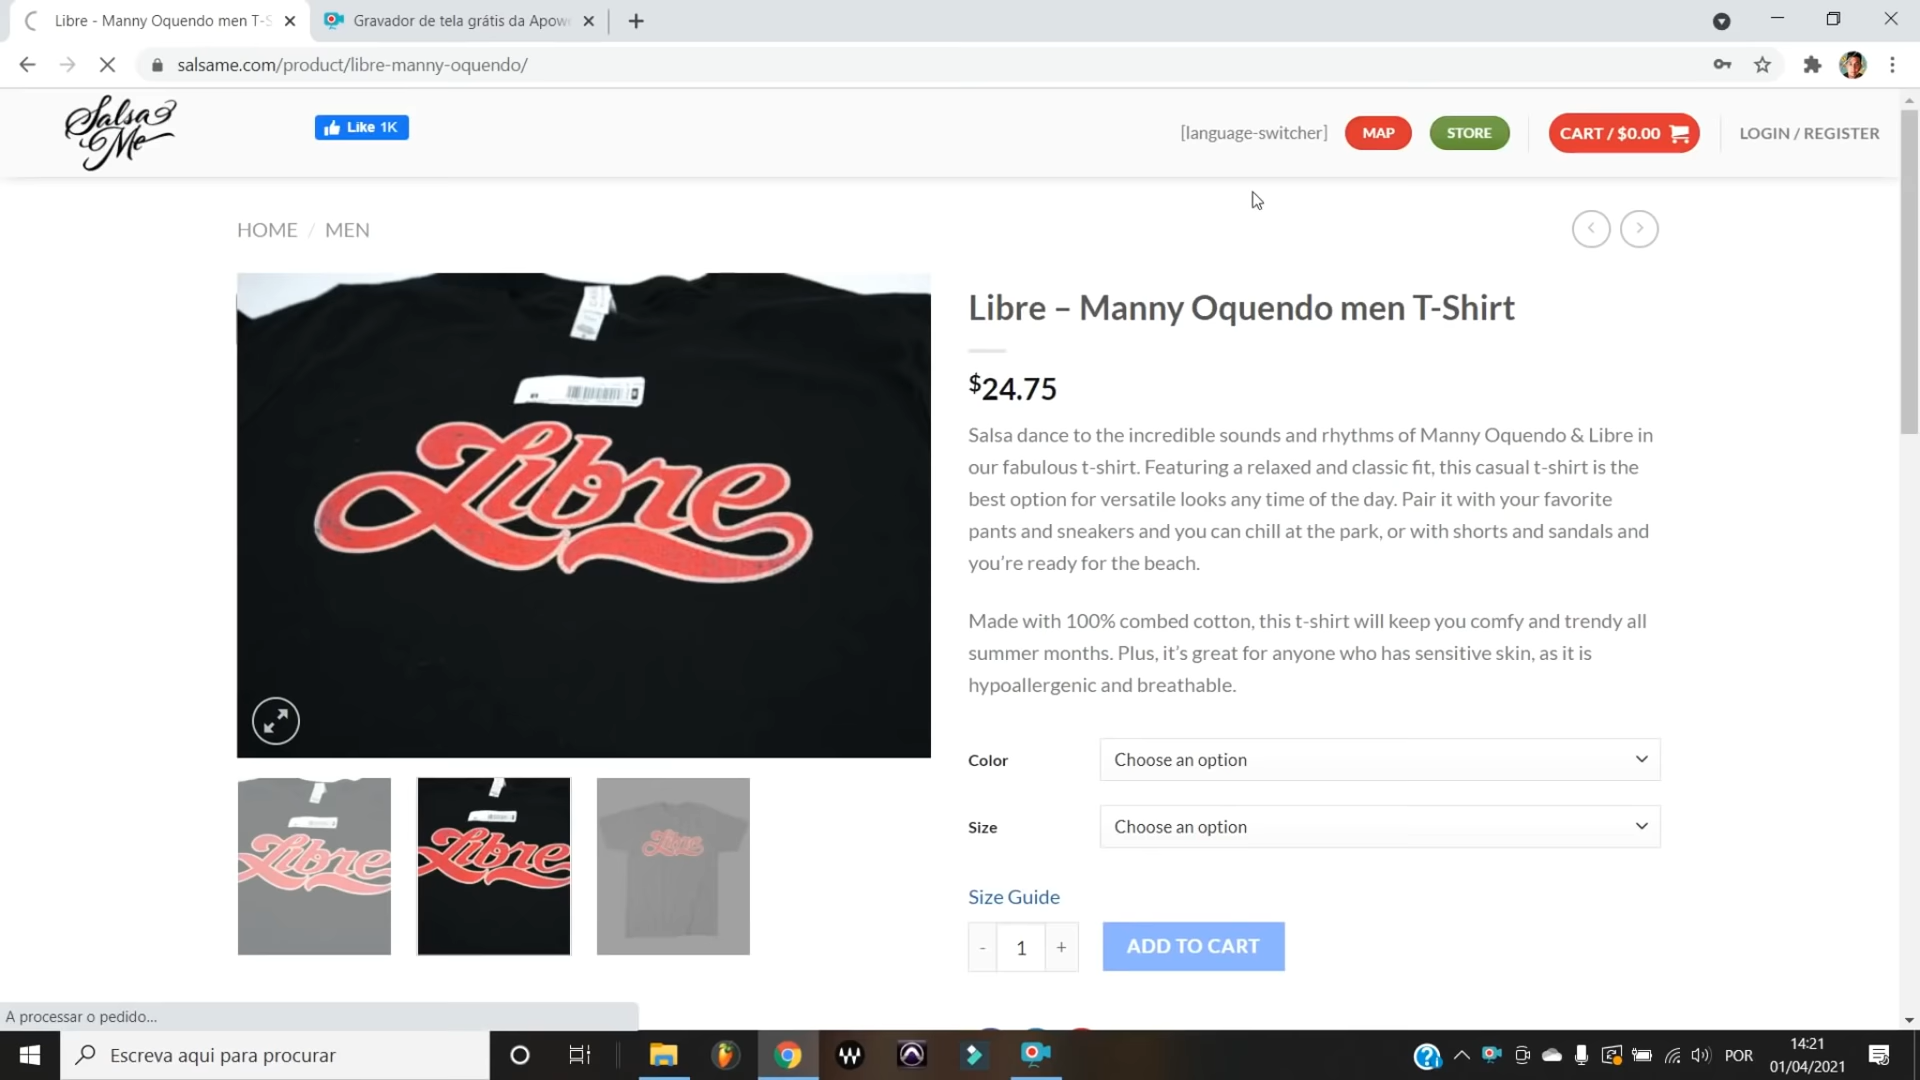 Libre - Manny Oquendo men T-S
Gravador de tela grátis da Apow
salsame.com/product/libre-manny-oquendo/
Salsa Me
Like 1K
[language-switcher]
MAP
STORE
CART / $0.00
LOGIN / REGISTER
HOME / MEN
Libre
Libre – Manny Oquendo men T-Shirt
$24.75
Salsa dance to the incredible sounds and rhythms of Manny Oquendo & Libre in
our fabulous t-shirt. Featuring a relaxed and classic fit, this casual t-shirt is the
best option for versatile looks any time of the day. Pair it with your favorite
pants and sneakers and you can chill at the park, or with shorts and sandals and
you’re ready for the beach.
Made with 100% combed cotton, this t-shirt will keep you comfy and trendy all
summer months. Plus, it’s great for anyone who has sensitive skin, as it is
hypoallergenic and breathable.
Color
Choose an option
Size
Choose an option
Size Guide
- 1 +
ADD TO CART
Libre
Libre
Libre
A processar o pedido...
Escreva aqui para procurar
POR
14:21
01/04/2021